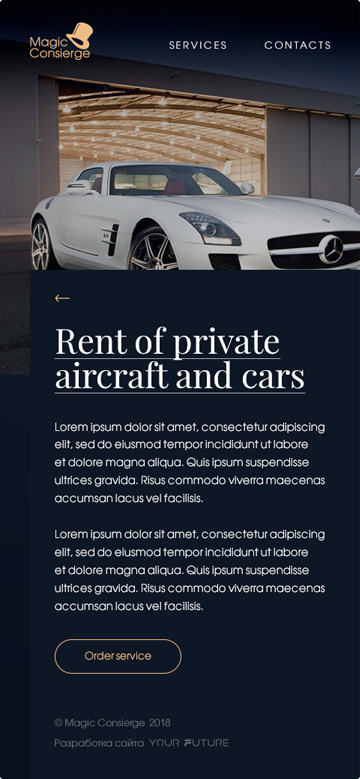 Magic
Consierge
SERVICES
CONTACTS
←
Rent of private
aircraft and cars
Lorem ipsum dolor sit amet, consectetur adipiscing
elit, sed do eiusmod tempor incididunt ut labore
et dolore magna aliqua. Quis ipsum suspendisse
ultrices gravida. Risus commodo viverra maecenas
accumsan lacus vel facilisis.
Lorem ipsum dolor sit amet, consectetur adipiscing
elit, sed do eiusmod tempor incididunt ut labore
et dolore magna aliqua. Quis ipsum suspendisse
ultrices gravida. Risus commodo viverra maecenas
accumsan lacus vel facilisis.
Order service
© Magic Consierge 2018
Разработка сайта YOUR FUTURE